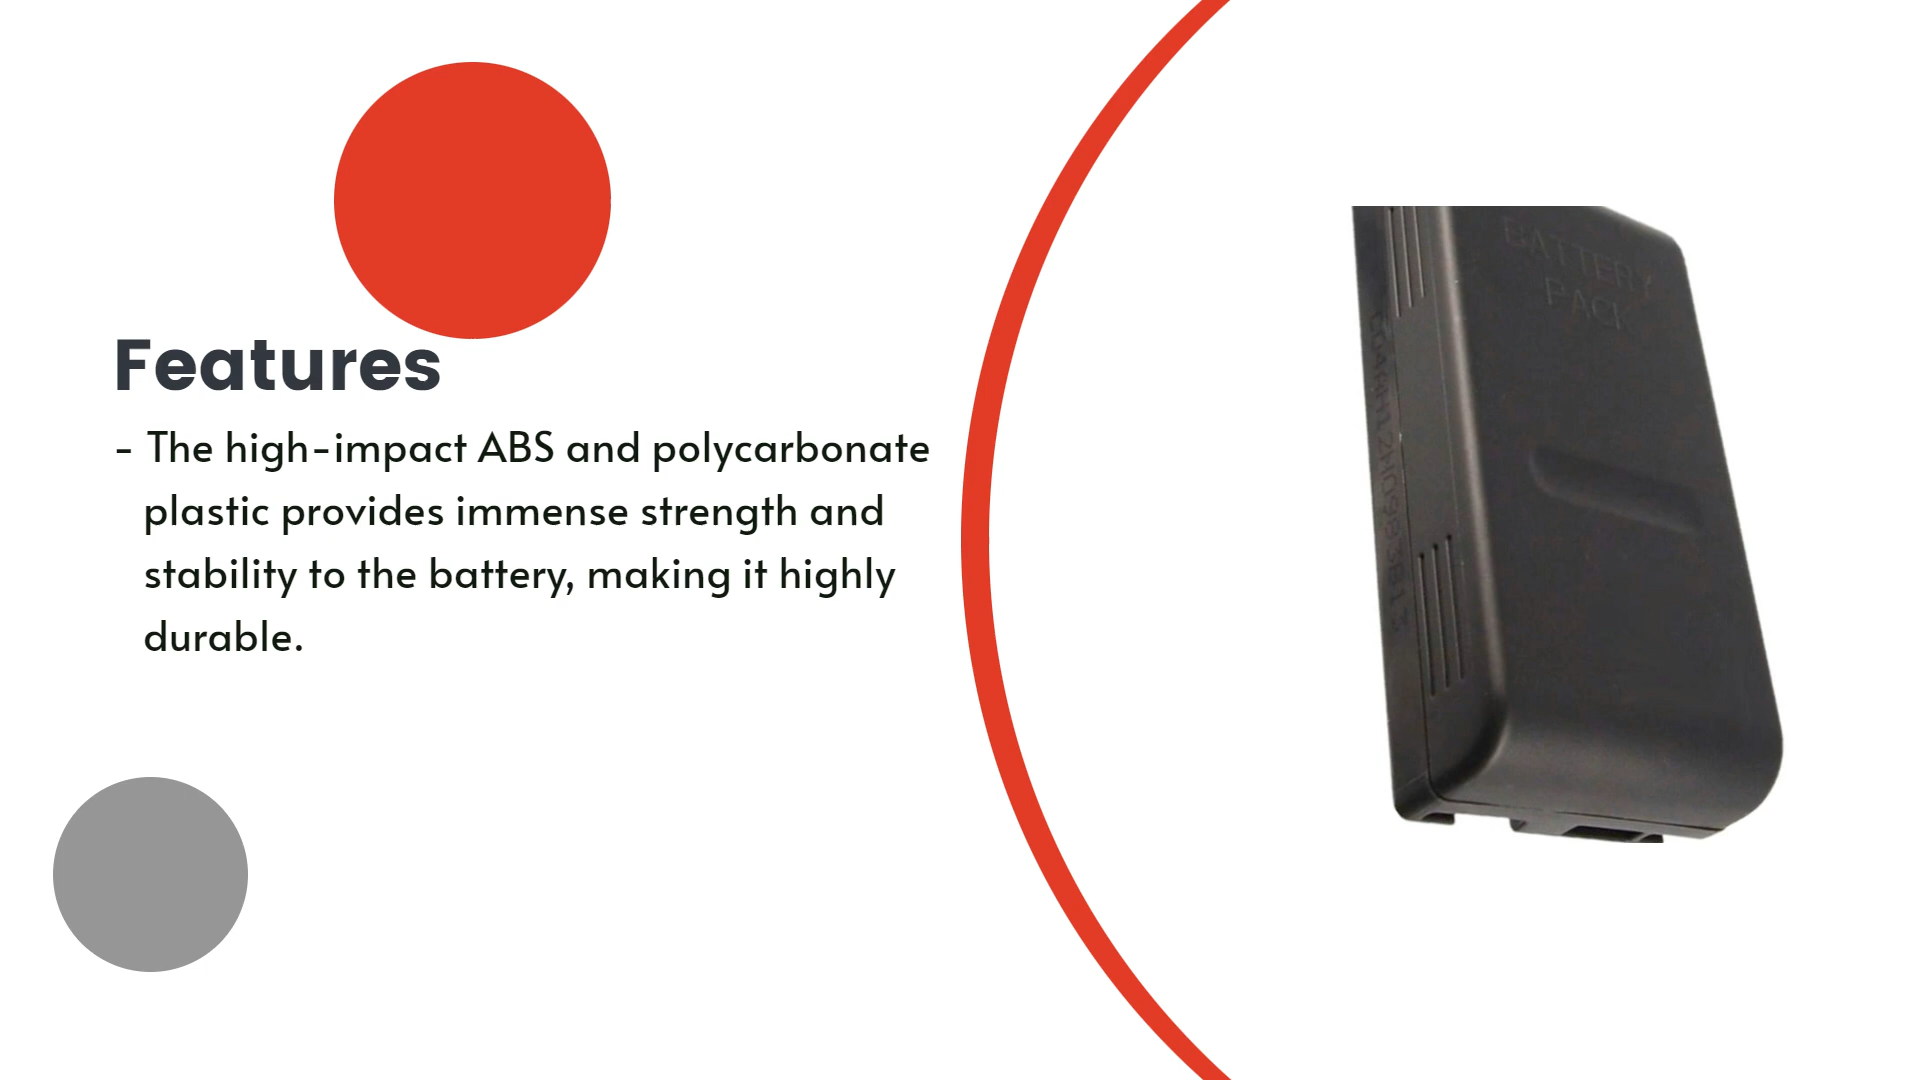 Features
- The high-impact ABS and polycarbonate
plastic provides immense strength and
stability to the battery, making it highly
durable.
BATTERY
PACK